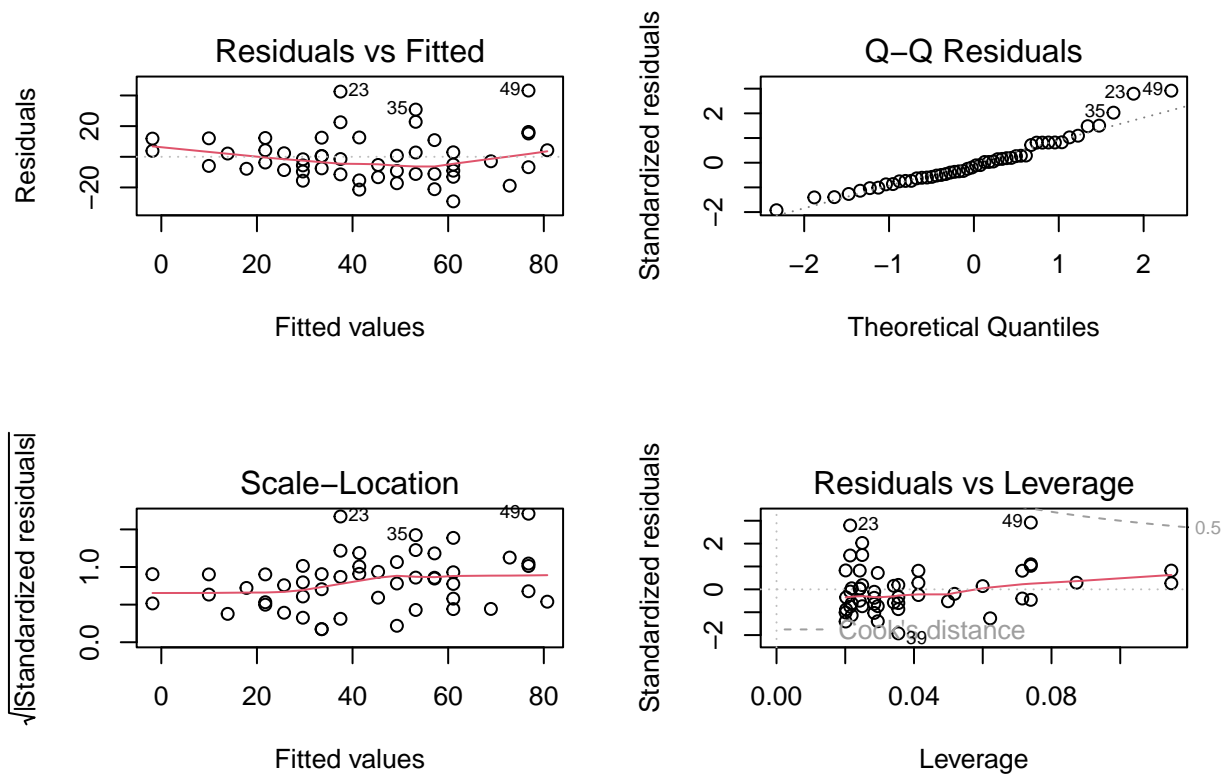 Residuals vs Fitted
Residuals
20
−20
23
35
49
0 20 40 60 80
Fitted values
Q−Q Residuals
Standardized residuals
2
0
−2
23
49
35
−2 −1 0 1 2
Theoretical Quantiles
Scale−Location
√|Standardized residuals|
1.0
0.0
23
35
49
0 20 40 60 80
Fitted values
Residuals vs Leverage
Standardized residuals
2
0
−2
23
49
0.5
Cook's distance
39
0.00 0.04 0.08
Leverage